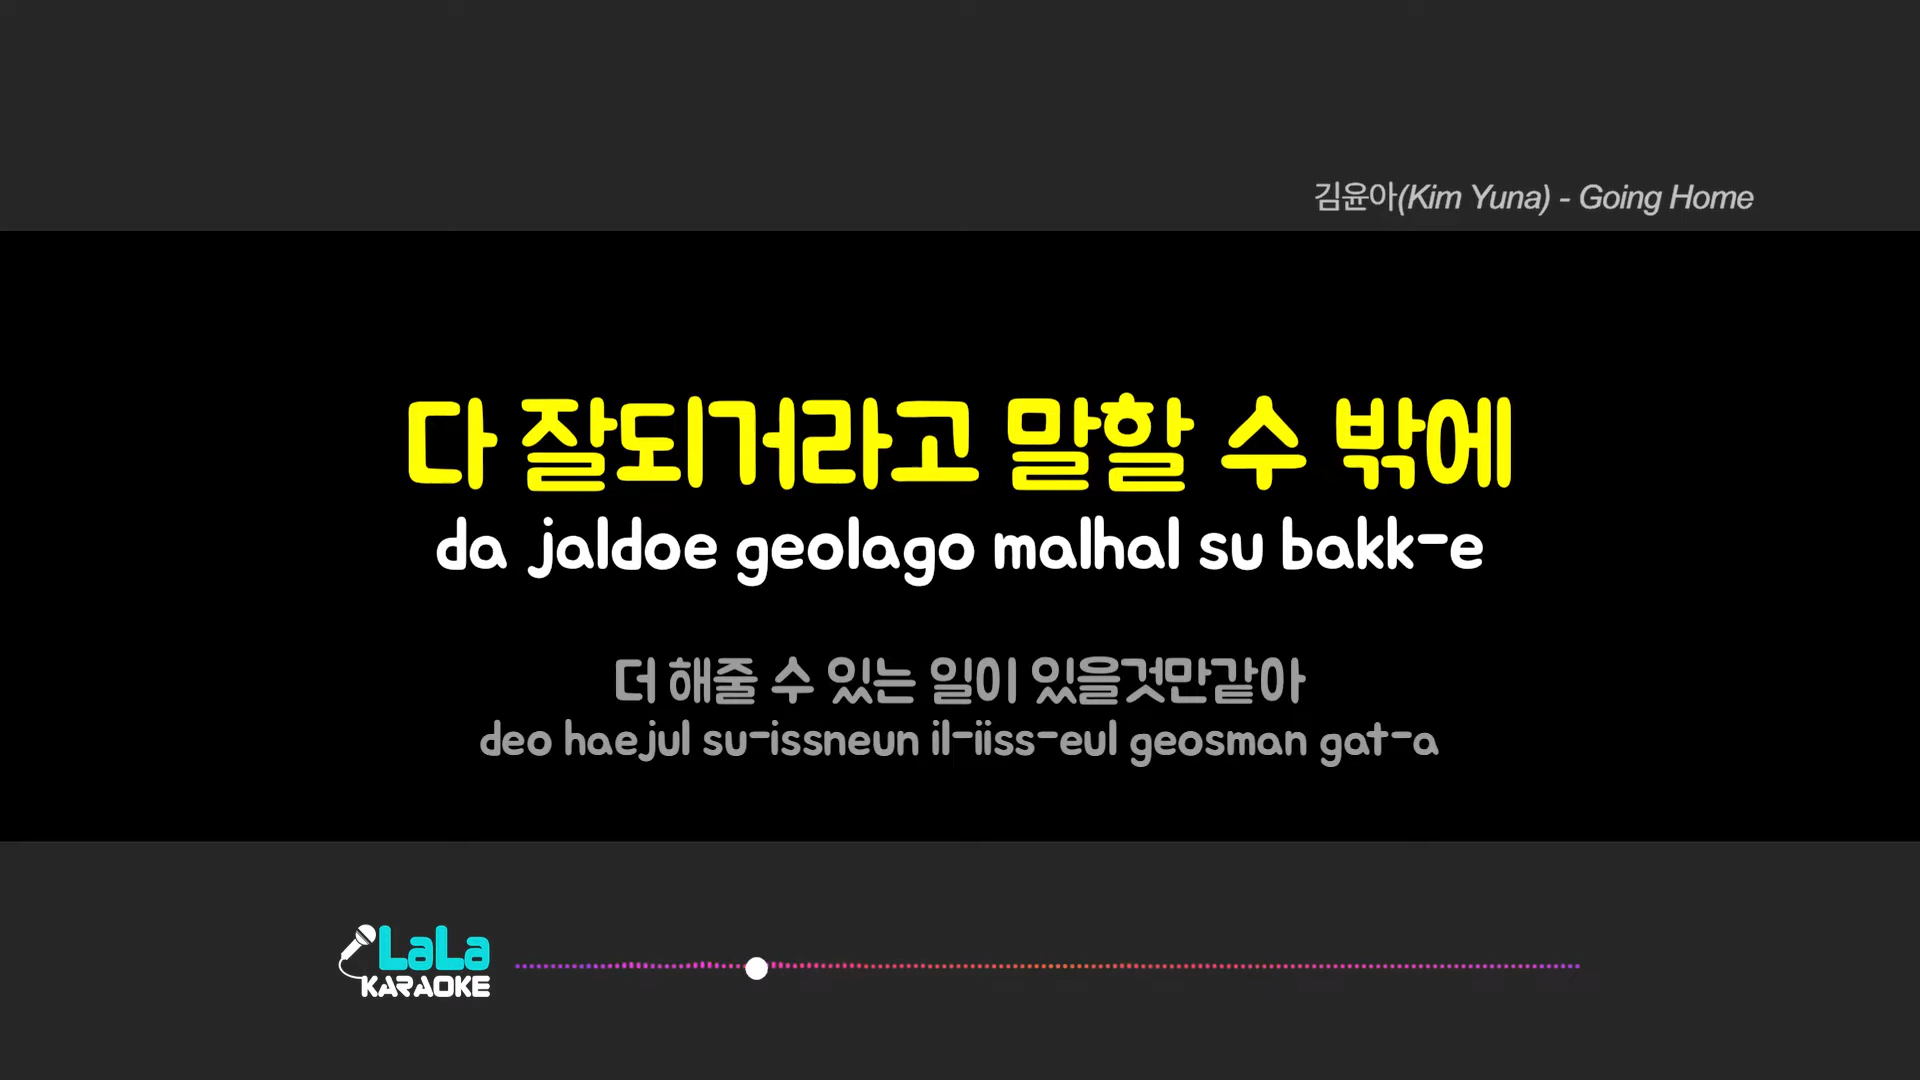 김윤아(Kim Yuna) - Going Home
다 잘되거라고 말할 수 밖에
da jaldoe geolago malhal su bakk-e
더 해줄 수 있는 일이 있을것만같아
deo haejul su-issneun il-iiss-eul geosman gat-a
LaLa
KARAOKE